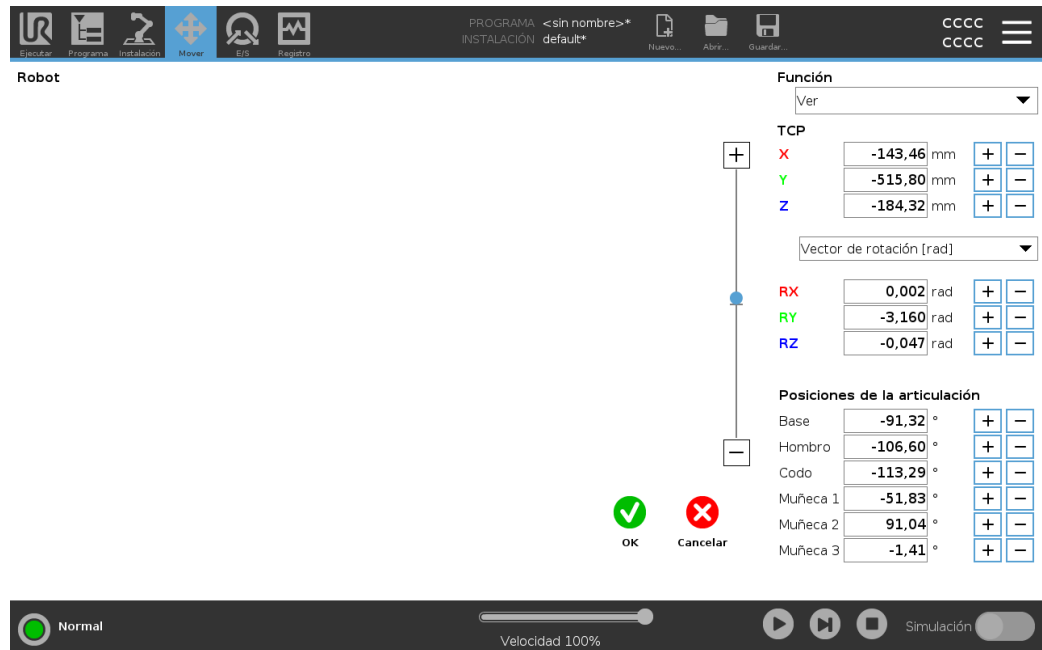 PROGRAMA <sin nombre>*
INSTALACIÓN default*
Ejecutar Programa Instalación Mover E/S Registro
Nuevo... Abrir... Guardar...
cccc
cccc
Robot
Función
Ver
TCP
X -143,46 mm + −
Y -515,80 mm + −
Z -184,32 mm + −
Vector de rotación [rad]
RX 0,002 rad + −
RY -3,160 rad + −
RZ -0,047 rad + −
Posiciones de la articulación
Base -91,32 ° + −
Hombro -106,60 ° + −
Codo -113,29 ° + −
Muñeca 1 -51,83 ° + −
Muñeca 2 91,04 ° + −
Muñeca 3 -1,41 ° + −
+
−
OK Cancelar
Normal
Velocidad 100%
Simulación